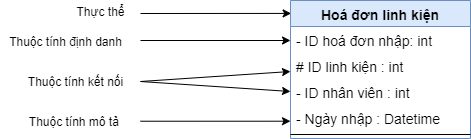 Thực thể
Hoá đơn linh kiện
Thuộc tính định danh
- ID hoá đơn nhập: int
Thuộc tính kết nối
# ID linh kiện : int
- ID nhân viên : int
Thuộc tính mô tả
- Ngày nhập : Datetime